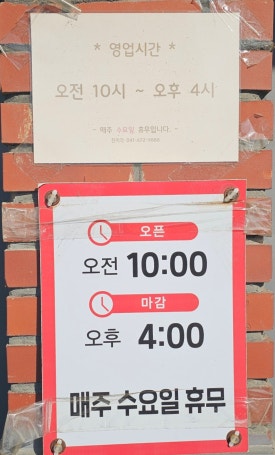 * 영업시간 *
오전 10시 ~ 오후 4시
- 매주 수요일 휴무입니다. -
오픈
오전 10:00
마감
오후 4:00
매주 수요일 휴무